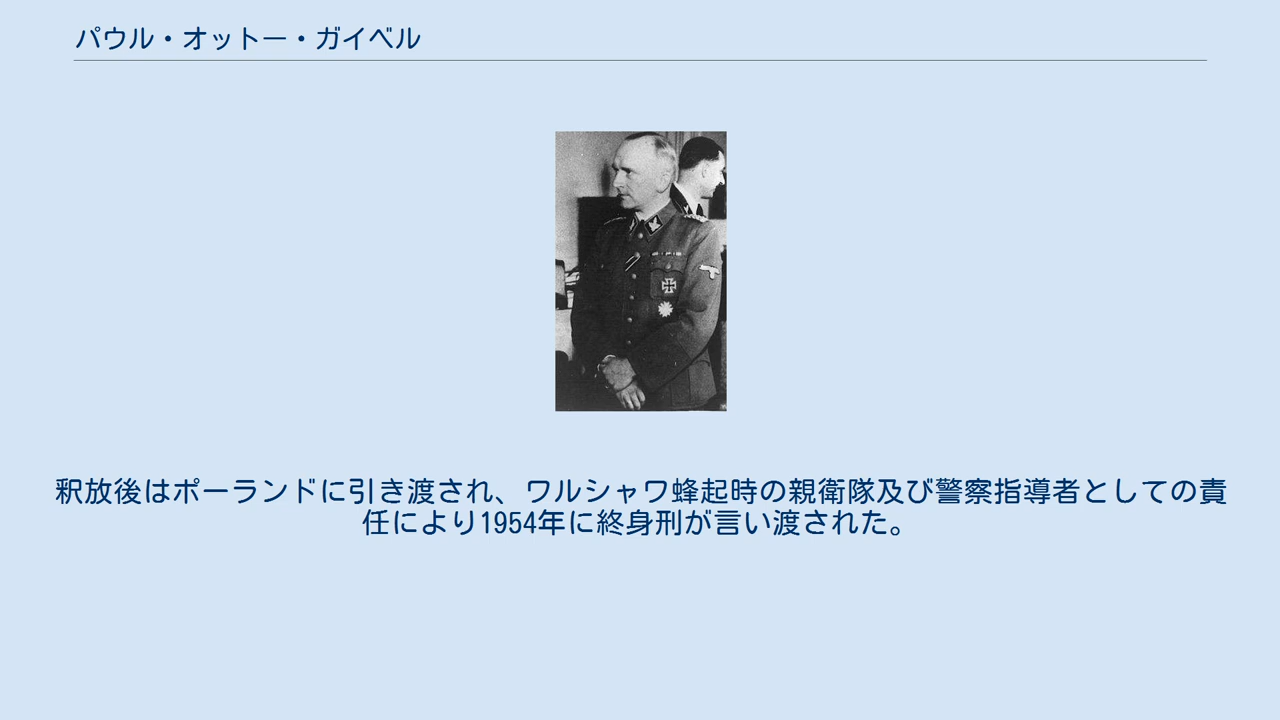 パウル・オットー・ガイベル
釈放後はポーランドに引き渡され、ワルシャワ蜂起時の親衛隊及び警察指導者としての責
任により1954年に終身刑が言い渡された。